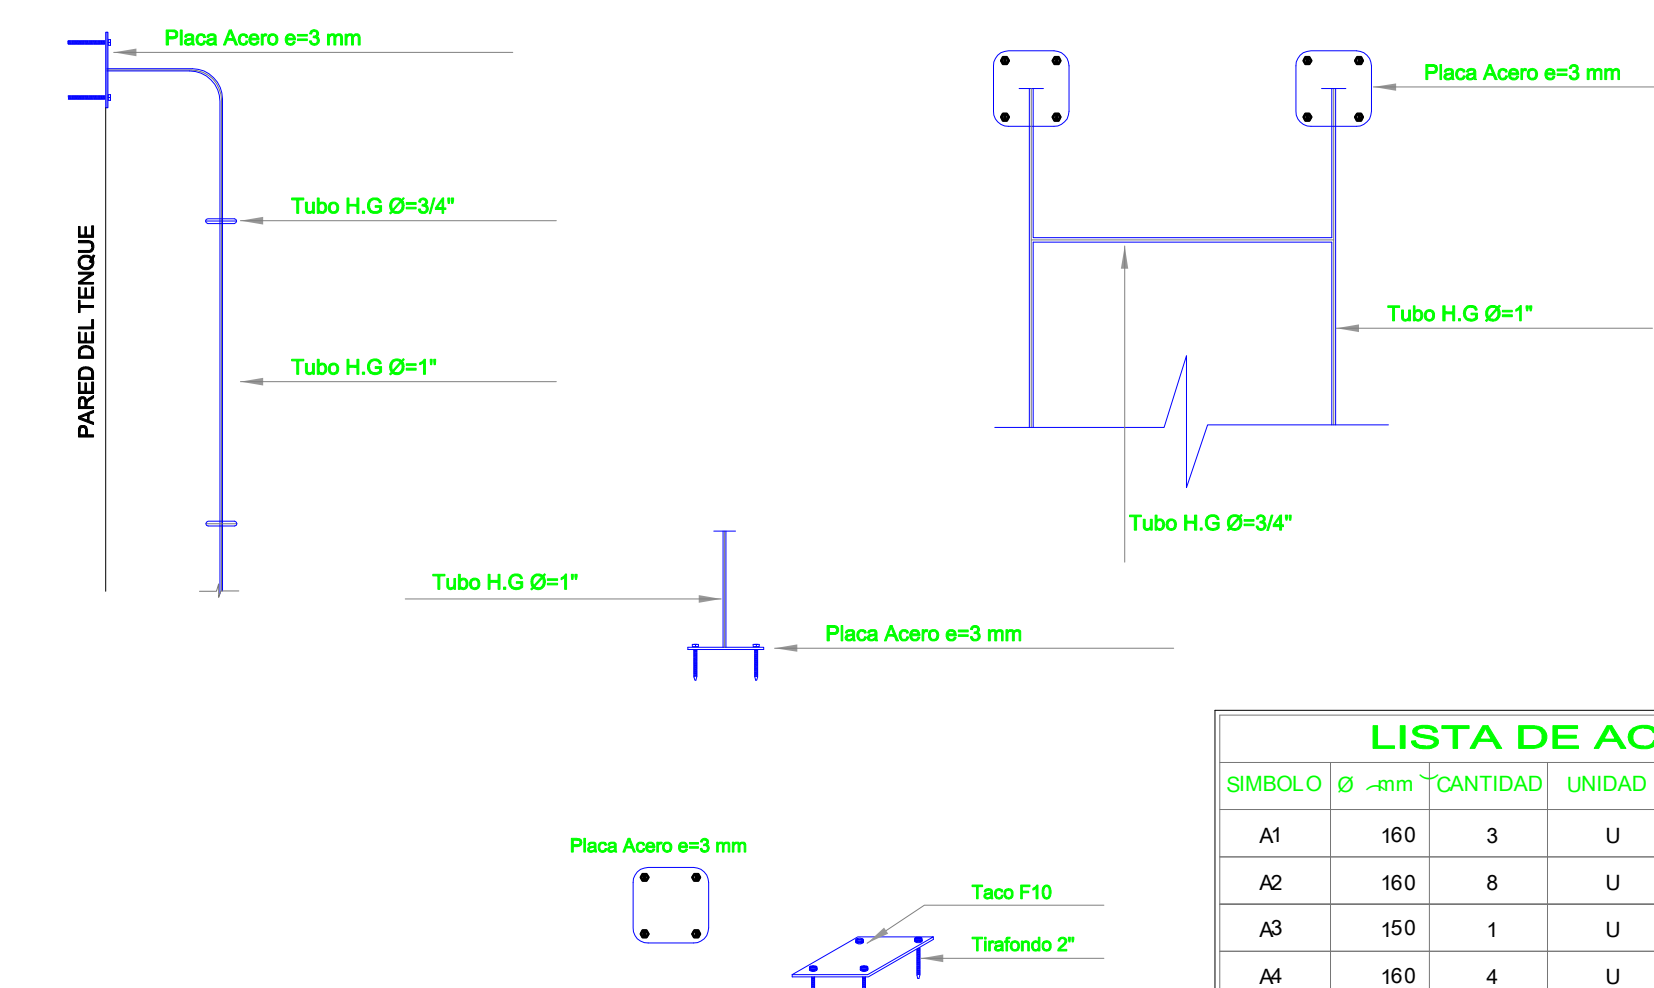 Placa Acero e=3 mm
Placa Acero e=3 mm
Tubo H.G Ø=3/4"
PARED DEL TENQUE
Tubo H.G Ø=1"
Tubo H.G Ø=1"
Tubo H.G Ø=3/4"
Tubo H.G Ø=1"
Placa Acero e=3 mm
LISTA DE AC
SIMBOLO Ø (mm) CANTIDAD UNIDAD
A1 160 3 U
A2 160 8 U
A3 150 1 U
A4 160 4 U
Placa Acero e=3 mm
Taco F10
Tirafondo 2"